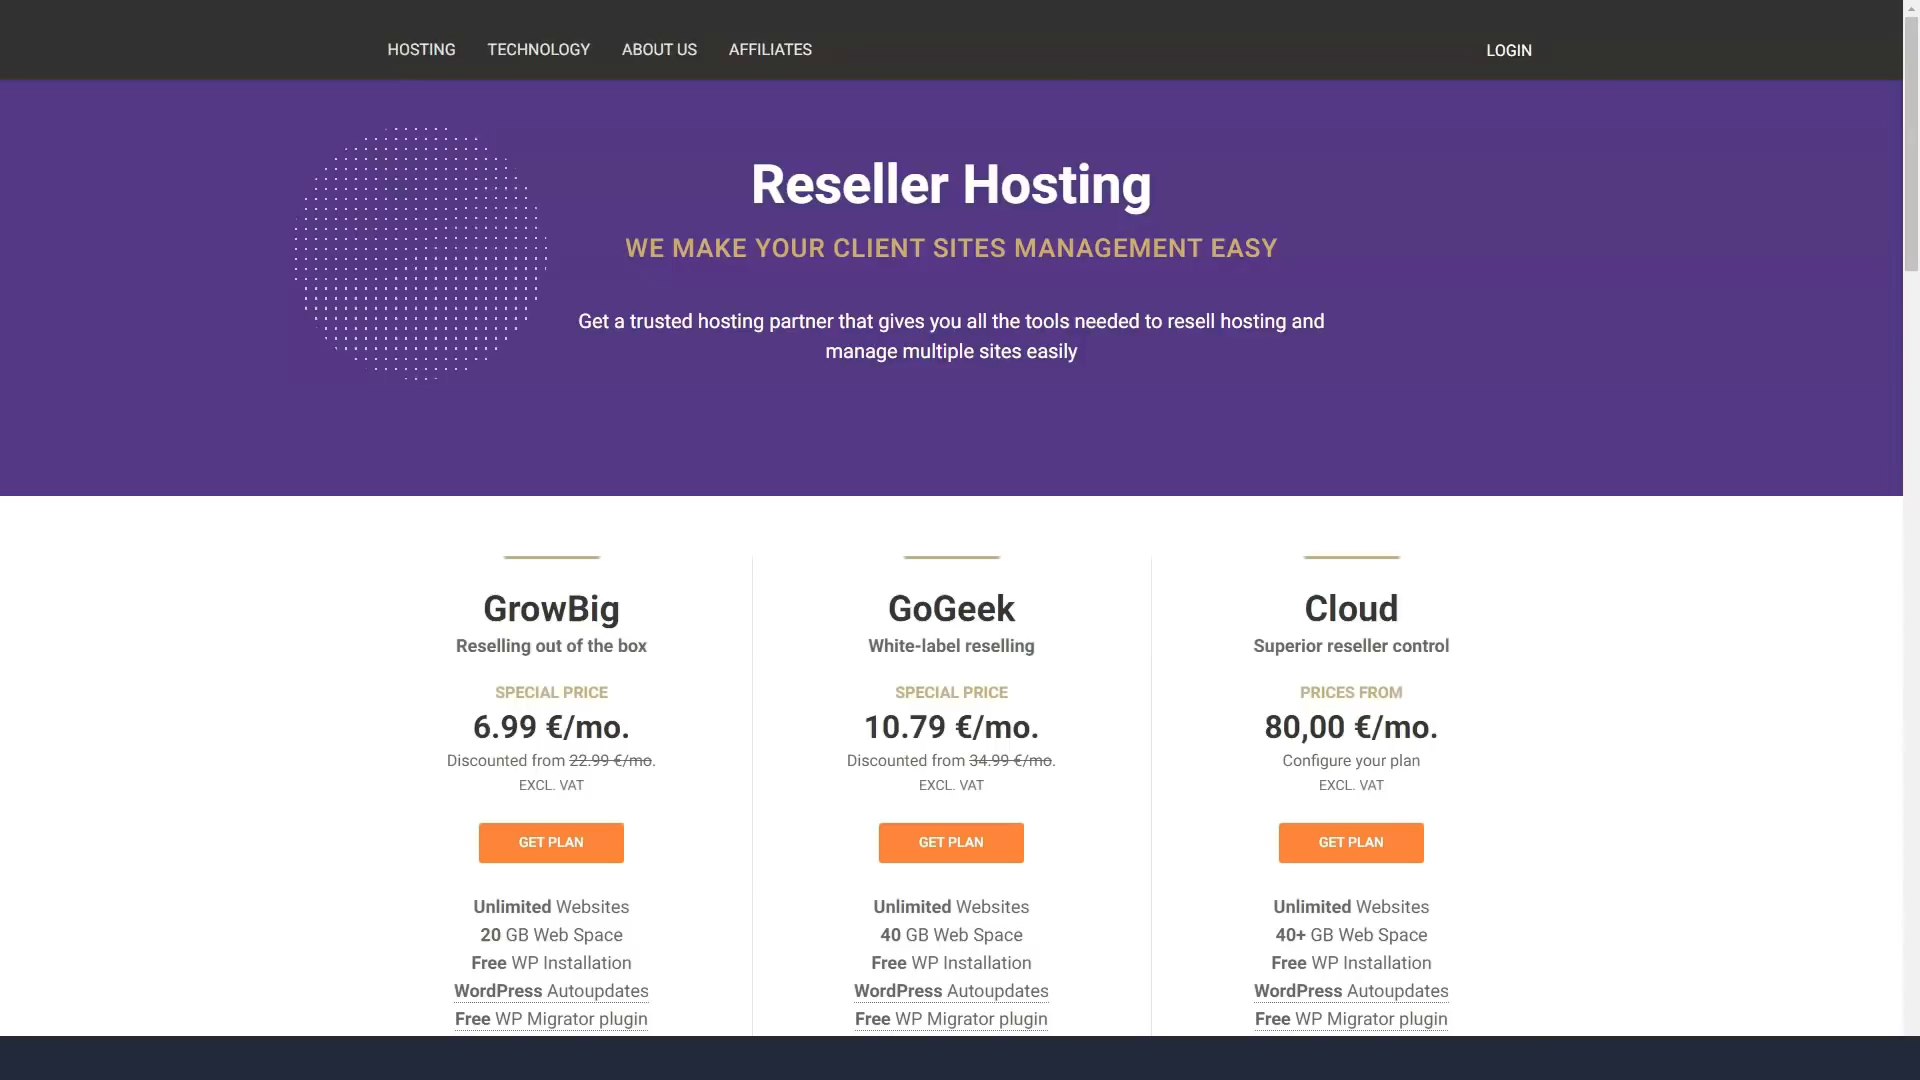 HOSTING TECHNOLOGY ABOUT US AFFILIATES LOGIN
Reseller Hosting
WE MAKE YOUR CLIENT SITES MANAGEMENT EASY
Get a trusted hosting partner that gives you all the tools needed to resell hosting and
manage multiple sites easily
GrowBig
Reselling out of the box
SPECIAL PRICE
6.99 €/mo.
Discounted from 22.99 €/mo.
EXCL. VAT
GET PLAN
Unlimited Websites
20 GB Web Space
Free WP Installation
WordPress Autoupdates
Free WP Migrator plugin
GoGeek
White-label reselling
SPECIAL PRICE
10.79 €/mo.
Discounted from 34.99 €/mo.
EXCL. VAT
GET PLAN
Unlimited Websites
40 GB Web Space
Free WP Installation
WordPress Autoupdates
Free WP Migrator plugin
Cloud
Superior reseller control
PRICES FROM
80,00 €/mo.
Configure your plan
EXCL. VAT
GET PLAN
Unlimited Websites
40+ GB Web Space
Free WP Installation
WordPress Autoupdates
Free WP Migrator plugin